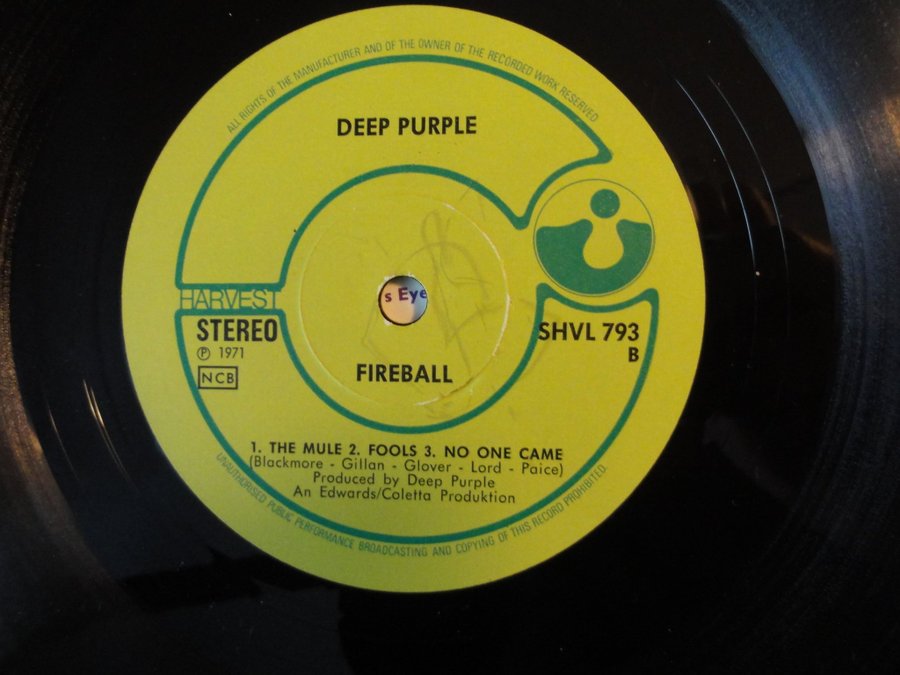 ALL RIGHTS OF THE MANUFACTURER AND OF THE OWNER OF THE RECORDED WORK RESERVED
DEEP PURPLE
HARVEST
STEREO
Ⓟ 1971
NCB
s Eye
SHVL 793
B
FIREBALL
1. THE MULE 2. FOOLS 3. NO ONE CAME
(Blackmore - Gillan - Glover - Lord - Paice)
Produced by Deep Purple
An Edwards/Coletta Produktion
UNAUTHORISED PUBLIC PERFORMANCE BROADCASTING AND COPYING OF THIS RECORD PROHIBITED